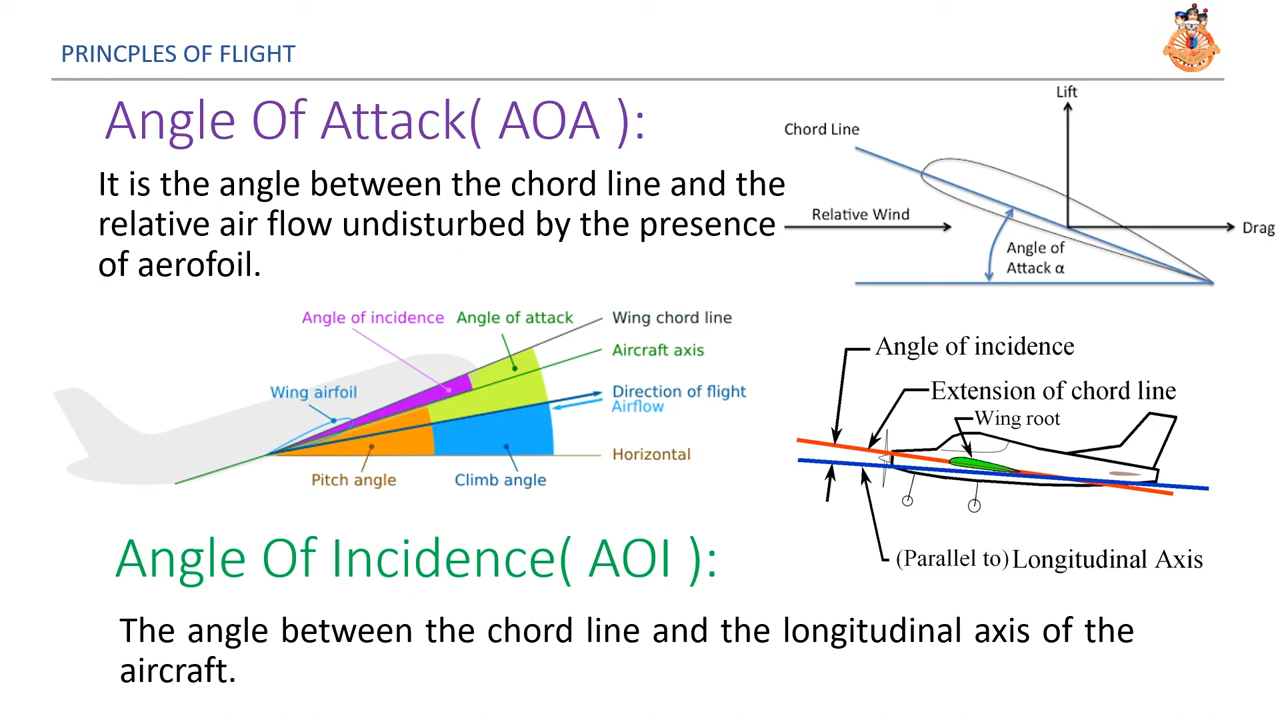 PRINCPLES OF FLIGHT
Angle Of Attack( AOA ):
It is the angle between the chord line and the
relative air flow undisturbed by the presence
of aerofoil.
Lift
Chord Line
Relative Wind
Drag
Angle of
Attack α
Angle of incidence
Angle of attack
Wing chord line
Aircraft axis
Wing airfoil
Direction of flight
Airflow
Horizontal
Pitch angle
Climb angle
Angle of incidence
Extension of chord line
Wing root
(Parallel to) Longitudinal Axis
Angle Of Incidence( AOI ):
The angle between the chord line and the longitudinal axis of the
aircraft.